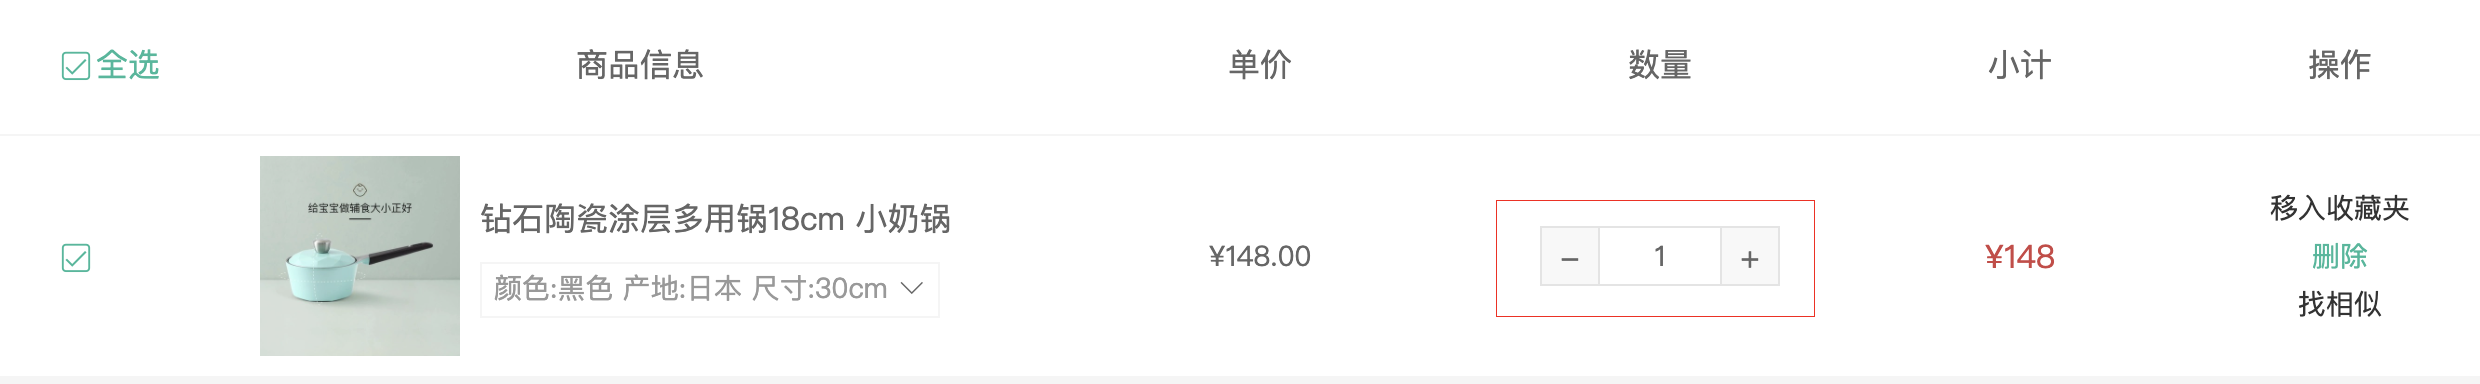 全选 商品信息 单价 数量 小计 操作
给宝宝做辅食大小正好
钻石陶瓷涂层多用锅18cm 小奶锅
颜色:黑色 产地:日本 尺寸:30cm
¥148.00
− 1 +
¥148
移入收藏夹
删除
找相似